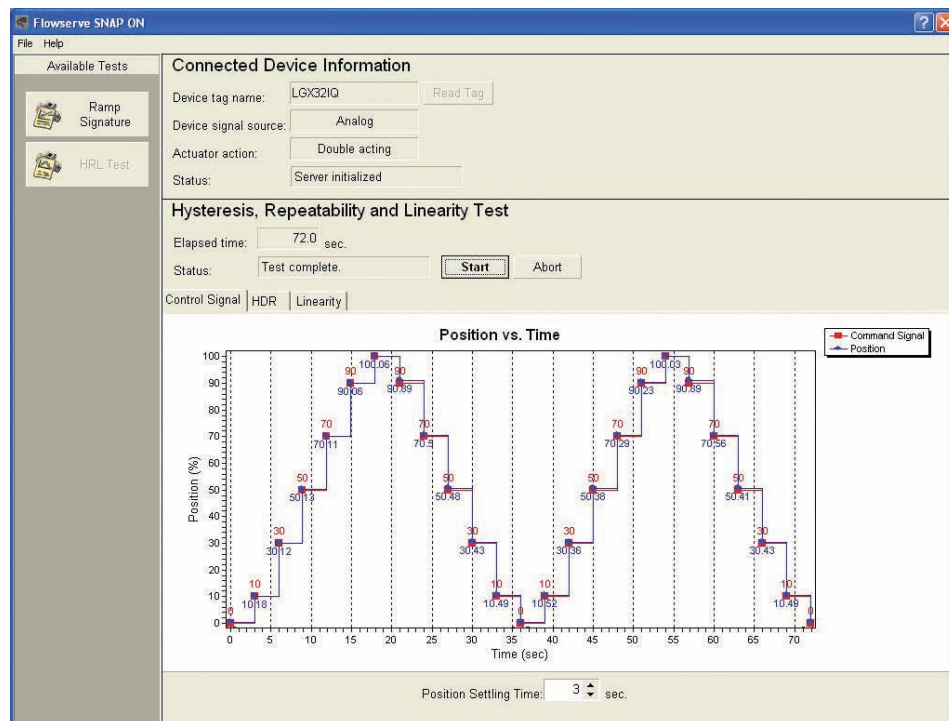 Flowserve SNAP ON
File Help
Available Tests
Ramp
Signature
HRL Test
Connected Device Information
Device tag name: LGX32IQ Read Tag
Device signal source: Analog
Actuator action: Double acting
Status: Server initialized
Hysteresis, Repeatability and Linearity Test
Elapsed time: 72.0 sec.
Status: Test complete. Start Abort
Control Signal HDR Linearity
Position vs. Time
Command Signal
Position
Position (%)
100
90
80
70
60
50
40
30
20
10
0
0
10
10.18
30
30.12
50
50.13
70
70.11
90
90.06
100.06
90
90.89
70
70.5
50
50.48
30
30.43
10
10.49
0
10
10.52
30
30.36
50
50.38
70
70.29
90
90.23
100.03
90
90.89
70
70.56
50
50.41
30
30.43
10
10.49
0
0 5 10 15 20 25 30 35 40 45 50 55 60 65 70
Time (sec)
Position Settling Time: 3 sec.